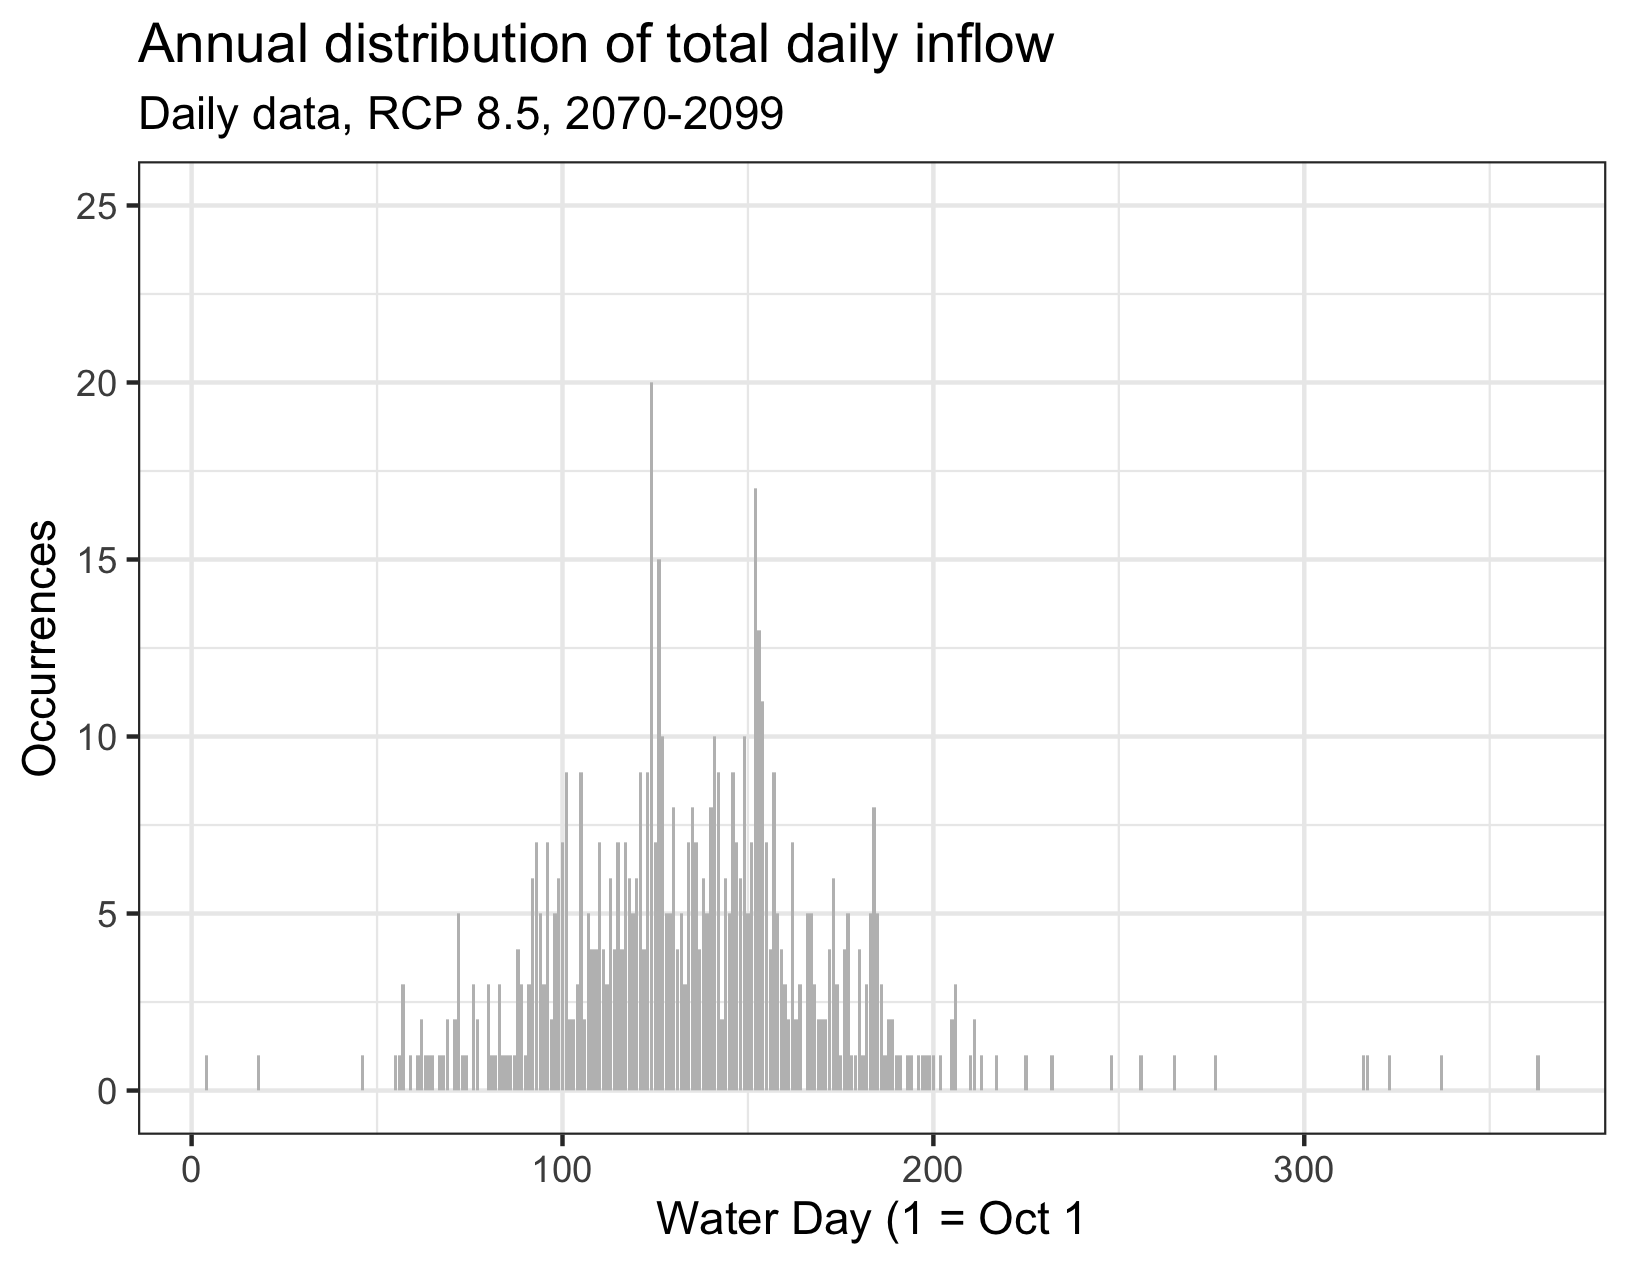 Annual distribution of total daily inflow
Daily data, RCP 8.5, 2070-2099
25
20
15
10
5
0
Occurrences
0 100 200 300
Water Day (1 = Oct 1